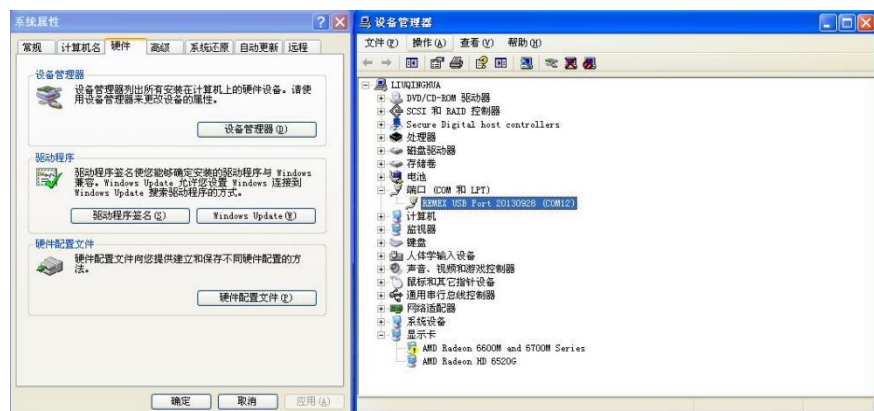 系统属性
常规 计算机名 硬件 高级 系统还原 自动更新 远程
设备管理器
设备管理器列出所有安装在计算机上的硬件设备。请使
用设备管理器来更改设备的属性。
设备管理器(D)
驱动程序
驱动程序签名使您能够确定安装的驱动程序与 Windows
兼容。Windows Update 允许您设置 Windows 连接到
Windows Update 搜索驱动程序的方式。
驱动程序签名(S) Windows Update(W)
硬件配置文件
硬件配置文件向您提供建立和保存不同硬件配置的方
法。
硬件配置文件(P)
确定 取消 应用(A)
设备管理器
文件(F) 操作(A) 查看(V) 帮助(H)
LIUQINGHUA
DVD/CD-ROM 驱动器
SCSI 和 RAID 控制器
Secure Digital host controllers
处理器
磁盘驱动器
存储卷
电池
端口 (COM 和 LPT)
REMEX USB Port 20130928 (COM12)
计算机
监视器
键盘
人体学输入设备
声音、视频和游戏控制器
鼠标和其它指针设备
通用串行总线控制器
网络适配器
系统设备
显示卡
AMD Radeon 6600M and 6700M Series
AMD Radeon HD 6520G